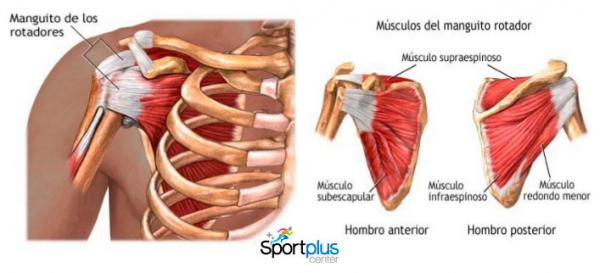 Manguito de los
rotadores
Músculos del manguito rotador
Músculo supraespinoso
Músculo
subescapular
Músculo
infraespinoso
Músculo
redondo menor
Hombro anterior
Hombro posterior
Sportplus
center